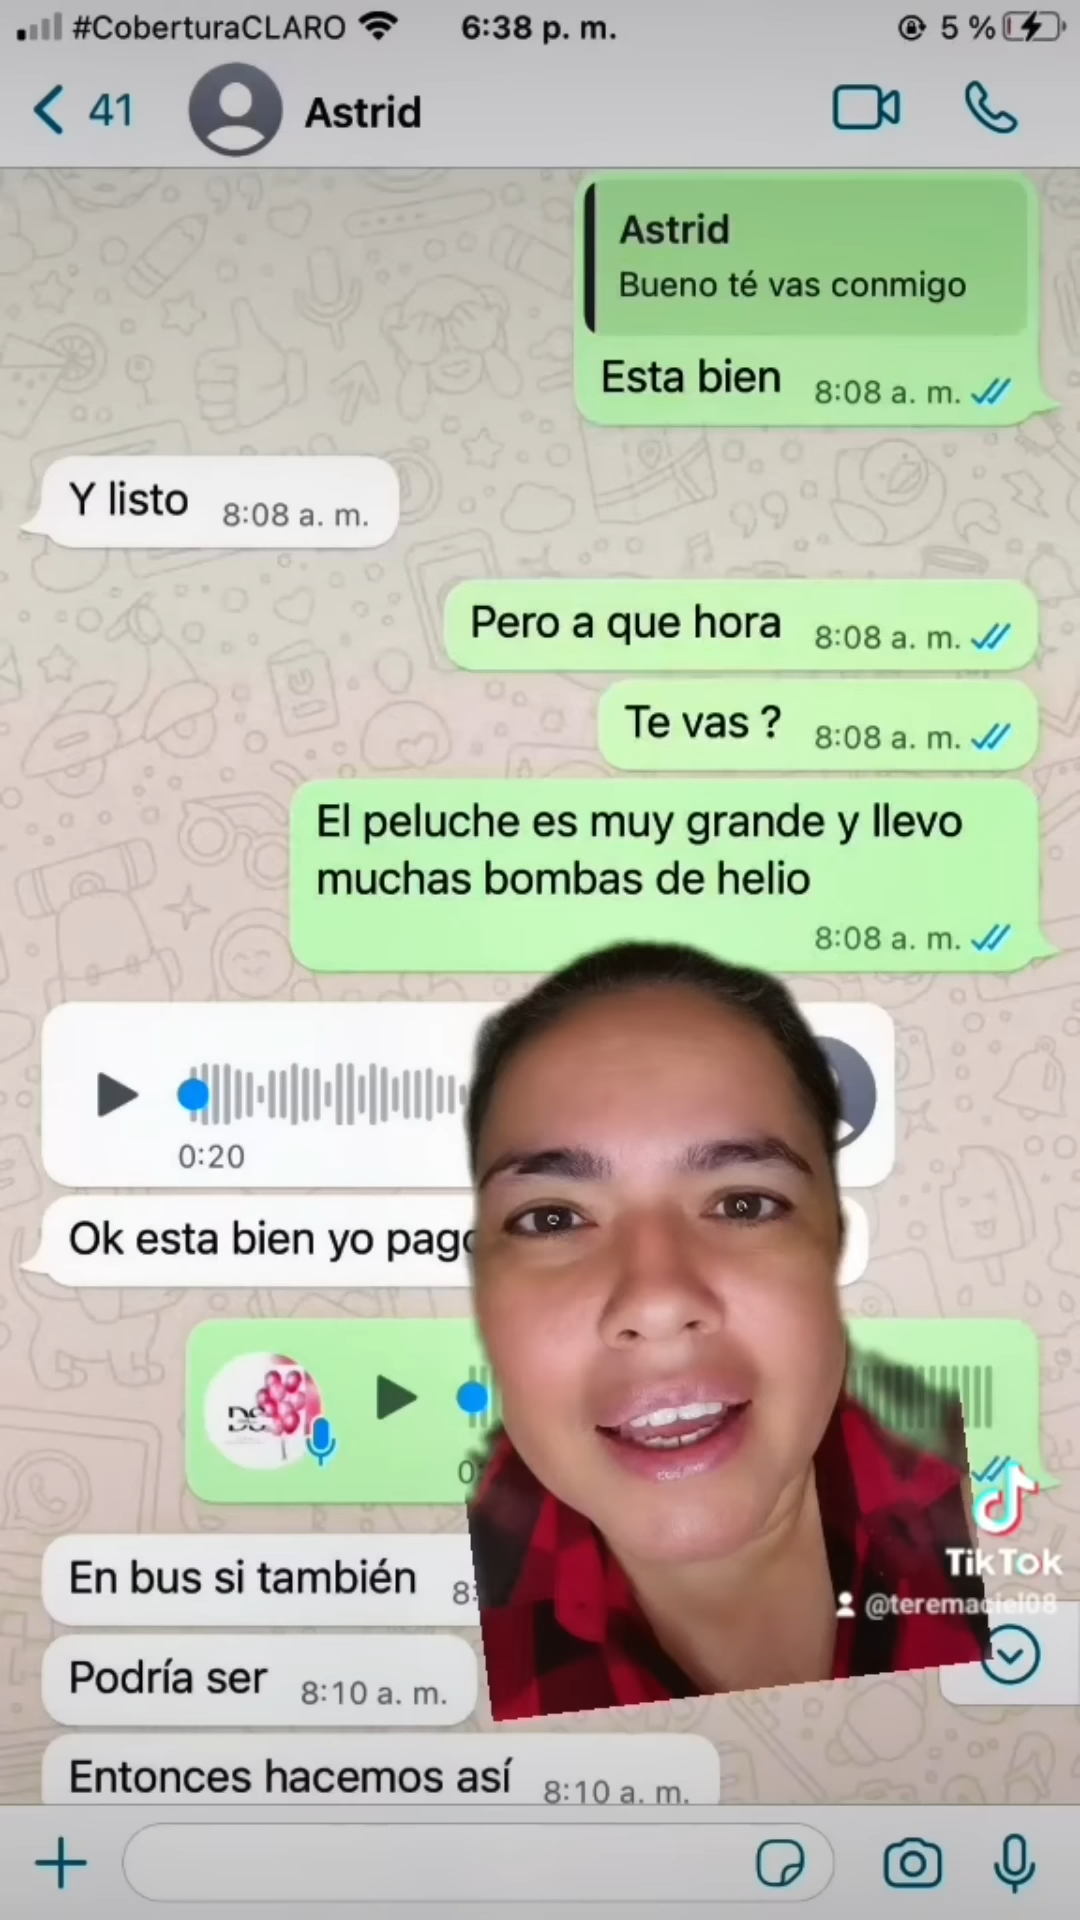 #CoberturaCLARO 6:38 p. m. 5 %
41 Astrid
Astrid
Bueno té vas conmigo
Esta bien 8:08 a. m.
Y listo 8:08 a. m.
Pero a que hora 8:08 a. m.
Te vas ? 8:08 a. m.
El peluche es muy grande y llevo
muchas bombas de helio
8:08 a. m.
0:20
Ok esta bien yo pago
En bus si también
Podría ser 8:10 a. m.
Entonces hacemos así 8:10 a. m.
TikTok
@teremaciel08